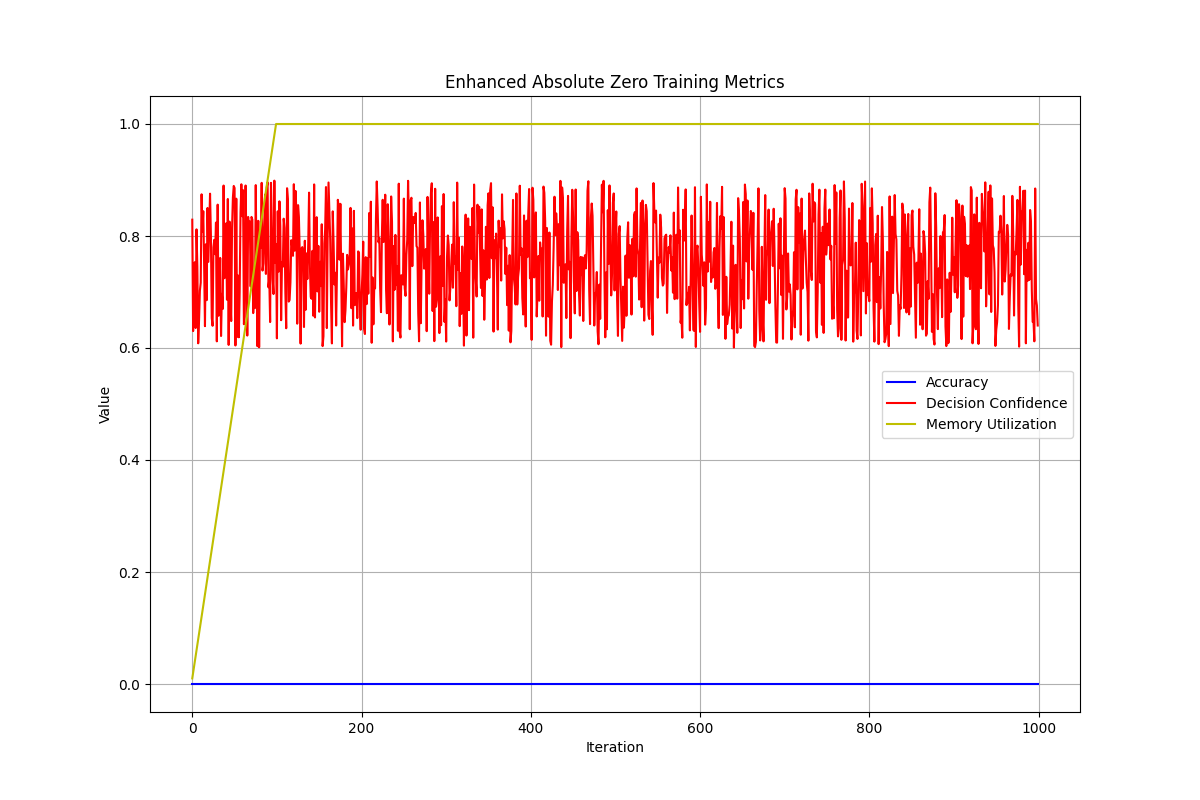 Enhanced Absolute Zero Training Metrics
1.0
0.8
0.6
0.4
0.2
0.0
Value
Accuracy
Decision Confidence
Memory Utilization
0 200 400 600 800 1000
Iteration